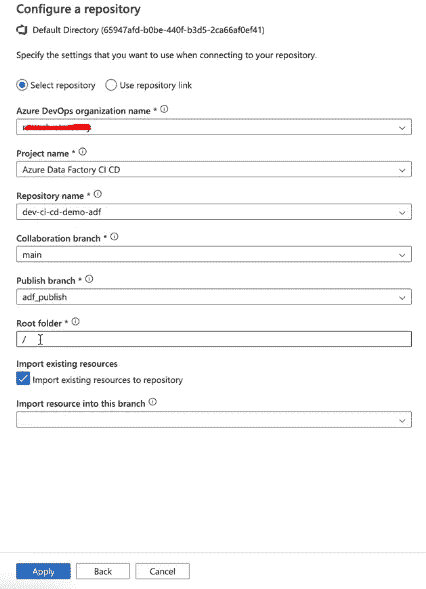 Configure a repository
Default Directory (65947afd-b0be-440f-b3d5-2ca66af0ef41)
Specify the settings that you want to use when connecting to your repository.
Select repository Use repository link
Azure DevOps organization name *
Project name *
Azure Data Factory CI CD
Repository name *
dev-ci-cd-demo-adf
Collaboration branch *
main
Publish branch *
adf_publish
Root folder *
/
Import existing resources
Import existing resources to repository
Import resource into this branch
Apply Back Cancel